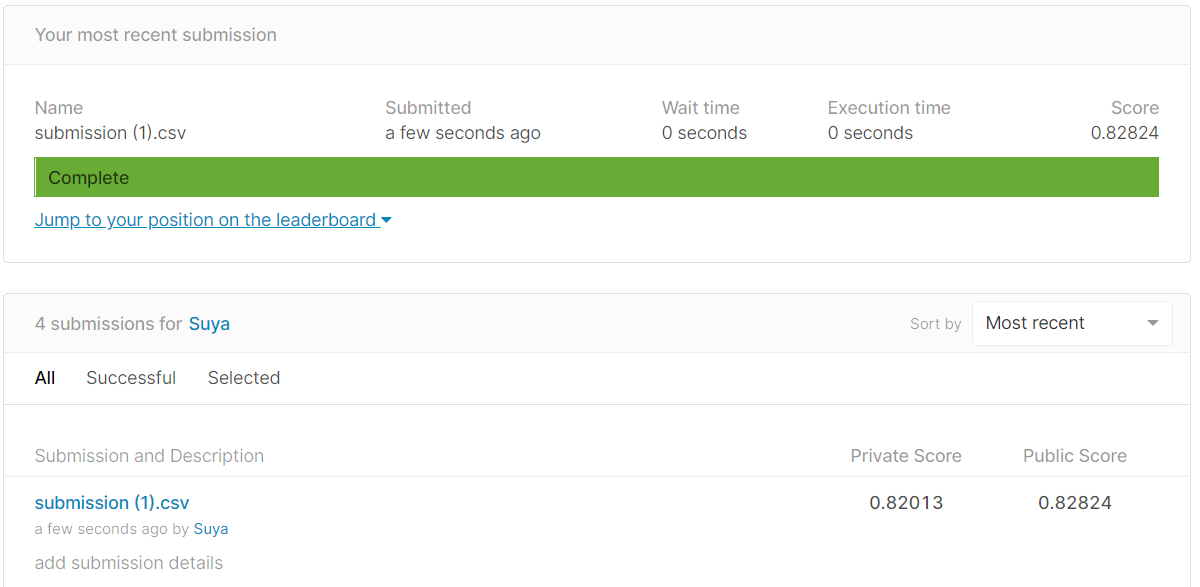 Your most recent submission
Name Submitted Wait time Execution time Score
submission (1).csv a few seconds ago 0 seconds 0 seconds 0.82824
Complete
Jump to your position on the leaderboard
4 submissions for Suya Sort by Most recent
All Successful Selected
Submission and Description Private Score Public Score
submission (1).csv 0.82013 0.82824
a few seconds ago by Suya
add submission details